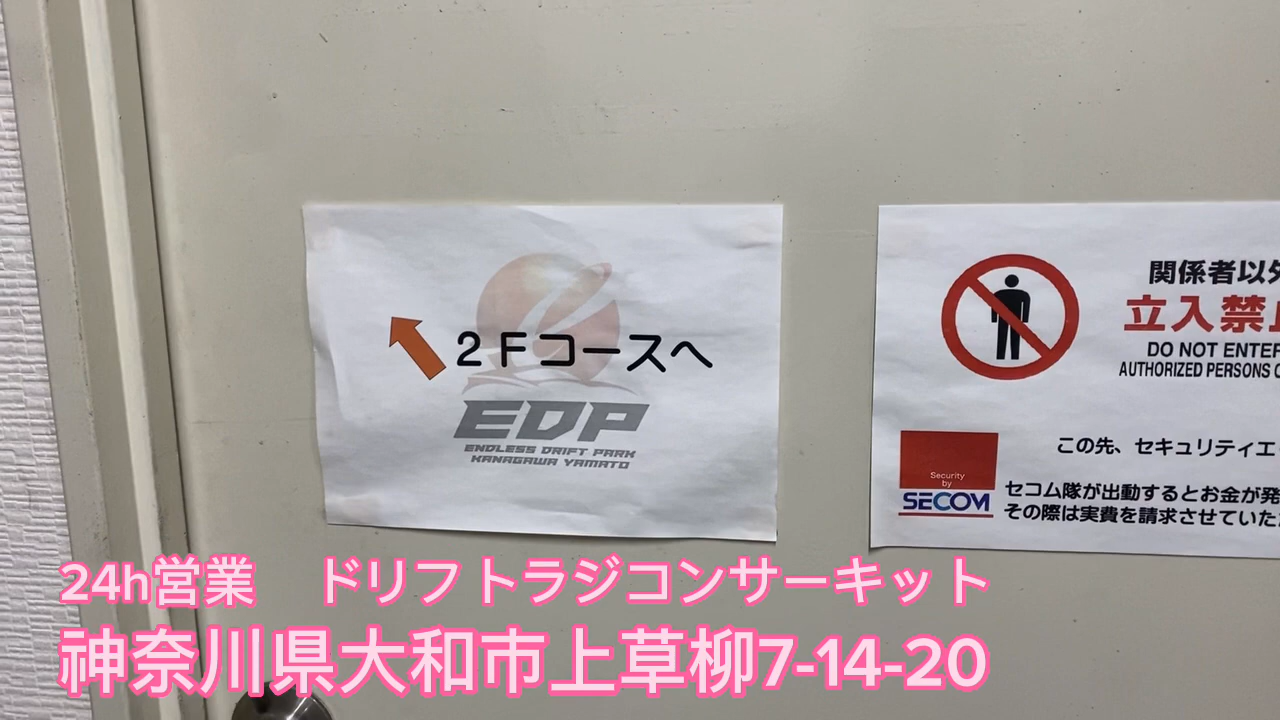 ２Ｆコースへ
EDP
ENDLESS DRIFT PARK
KANAGAWA YAMATO
関係者以外
立入禁止
DO NOT ENTER
AUTHORIZED PERSONS O
この先、セキュリティエ
Security
by
SECOM
セコム隊が出動するとお金が発
その際は実費を請求させていた
24h営業　ドリフトラジコンサーキット
神奈川県大和市上草柳7-14-20